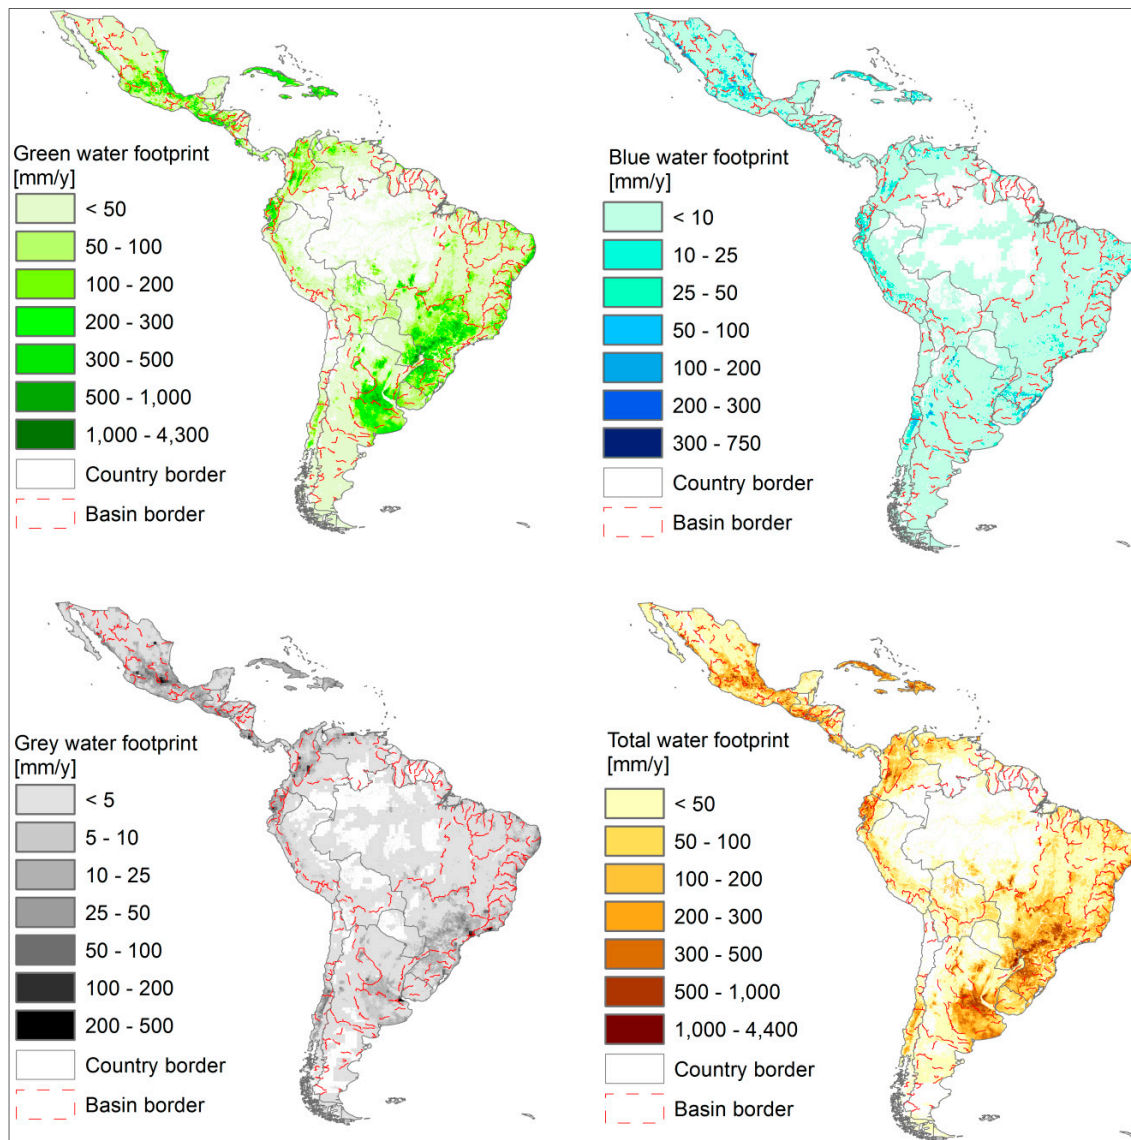 Green water footprint
[mm/y]
< 50
50 - 100
100 - 200
200 - 300
300 - 500
500 - 1,000
1,000 - 4,300
Country border
Basin border
Blue water footprint
[mm/y]
< 10
10 - 25
25 - 50
50 - 100
100 - 200
200 - 300
300 - 750
Country border
Basin border
Grey water footprint
[mm/y]
< 5
5 - 10
10 - 25
25 - 50
50 - 100
100 - 200
200 - 500
Country border
Basin border
Total water footprint
[mm/y]
< 50
50 - 100
100 - 200
200 - 300
300 - 500
500 - 1,000
1,000 - 4,400
Country border
Basin border